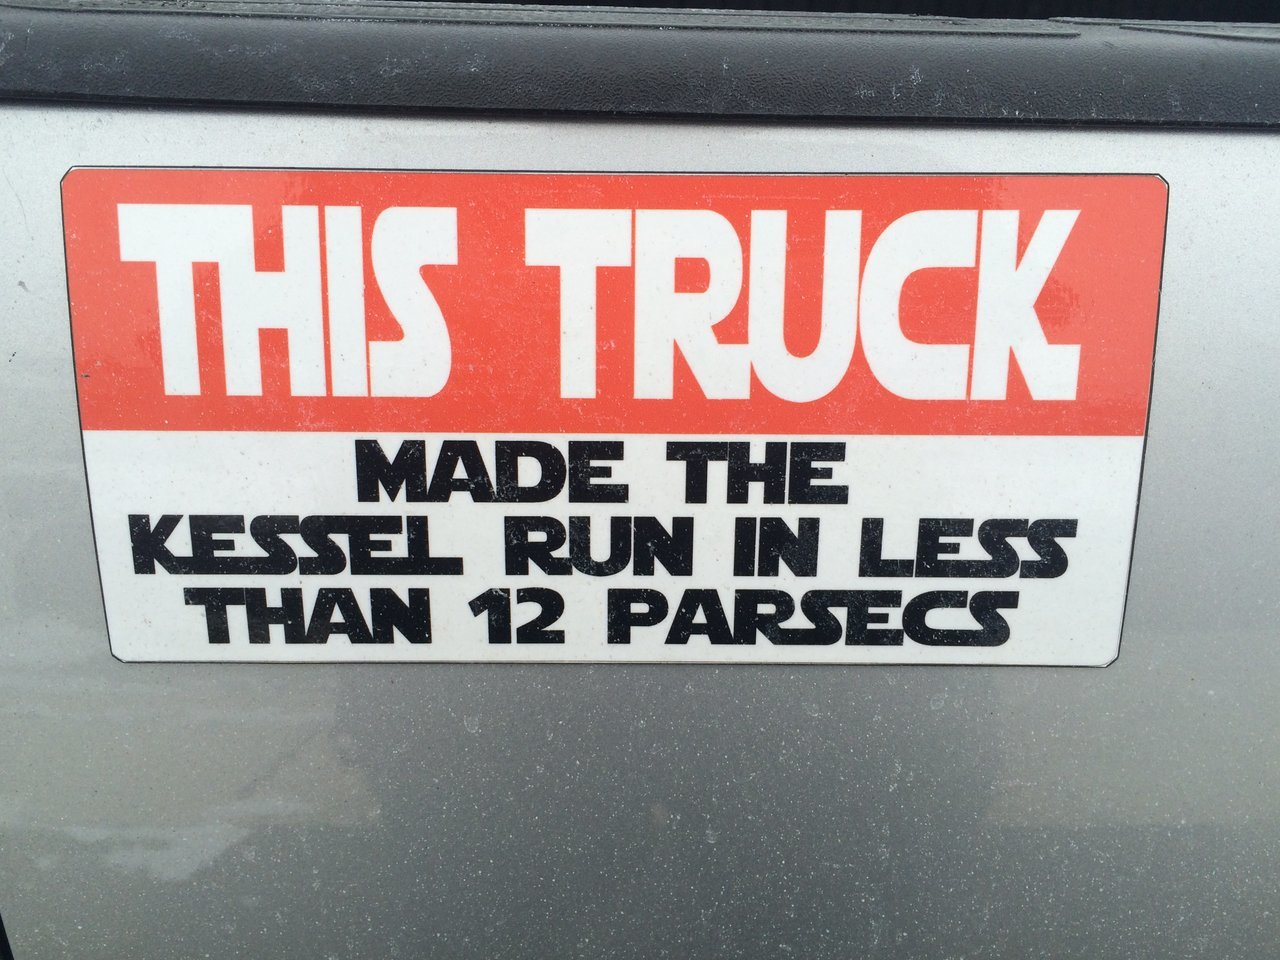 THIS TRUCK
MADE THE
KESSEL RUN IN LESS
THAN 12 PARSECS